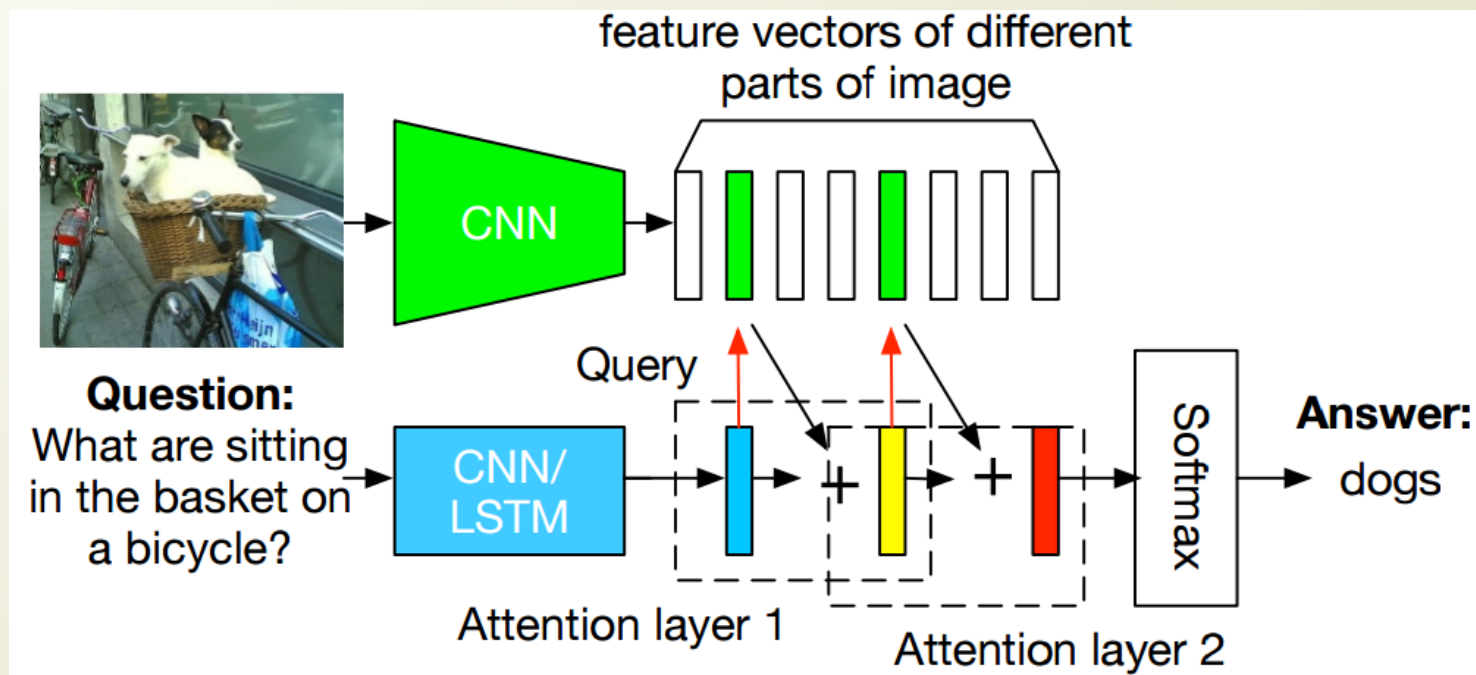 feature vectors of different
parts of image
CNN
Query
Question:
What are sitting
in the basket on
a bicycle?
CNN/
LSTM
+
+
Softmax
Answer:
dogs
Attention layer 1
Attention layer 2